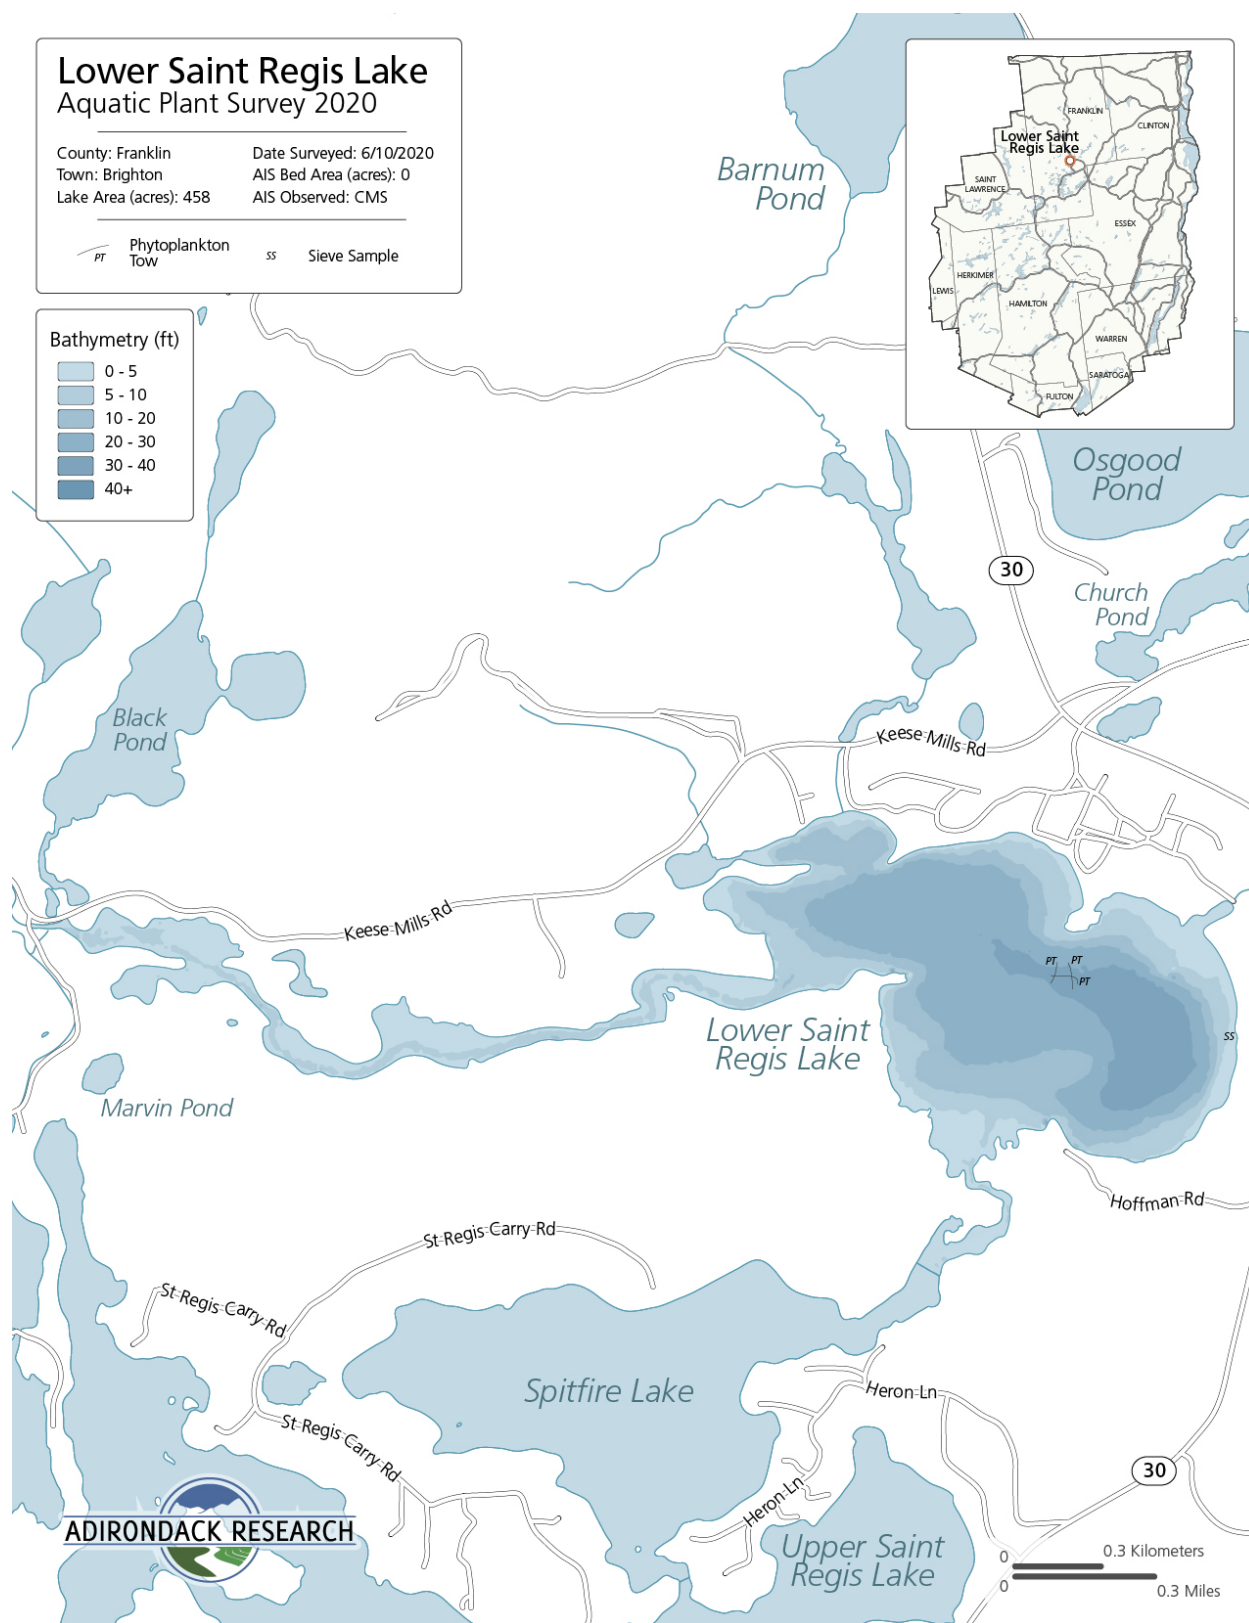 Lower Saint Regis Lake
Aquatic Plant Survey 2020
County: Franklin
Town: Brighton
Lake Area (acres): 458
Date Surveyed: 6/10/2020
AIS Bed Area (acres): 0
AIS Observed: CMS
PT
Phytoplankton
Tow
SS
Sieve Sample
Bathymetry (ft)
0 - 5
5 - 10
10 - 20
20 - 30
30 - 40
40+
FRANKLIN
CLINTON
Lower Saint
Regis Lake
SAINT
LAWRENCE
ESSEX
HERKIMER
LEWIS
HAMILTON
WARREN
SARATOGA
FULTON
Barnum
Pond
Osgood
Pond
30
Church
Pond
Black
Pond
Keese Mills Rd
Keese Mills Rd
PT
PT
PT
SS
Lower Saint
Regis Lake
Marvin Pond
Hoffman Rd
St Regis Carry Rd
St Regis Carry Rd
Spitfire Lake
Heron Ln
St Regis Carry Rd
30
Heron Ln
ADIRONDACK RESEARCH
Upper Saint
Regis Lake
0
0.3 Kilometers
0
0.3 Miles